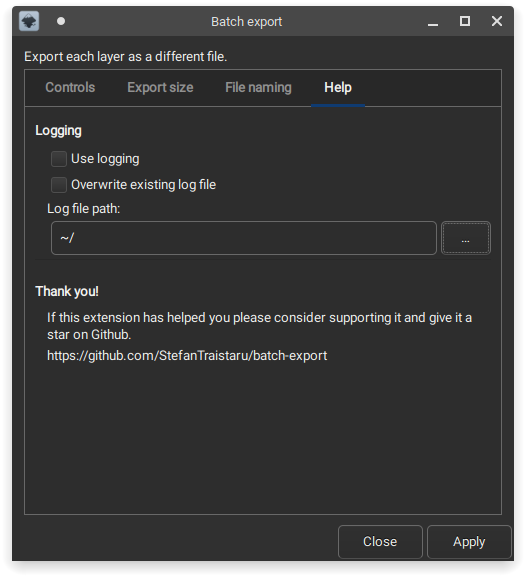 Batch export
Export each layer as a different file.
Controls
Export size
File naming
Help
Logging
Use logging
Overwrite existing log file
Log file path:
~/
...
Thank you!
If this extension has helped you please consider supporting it and give it a
star on Github.
https://github.com/StefanTraistaru/batch-export
Close
Apply